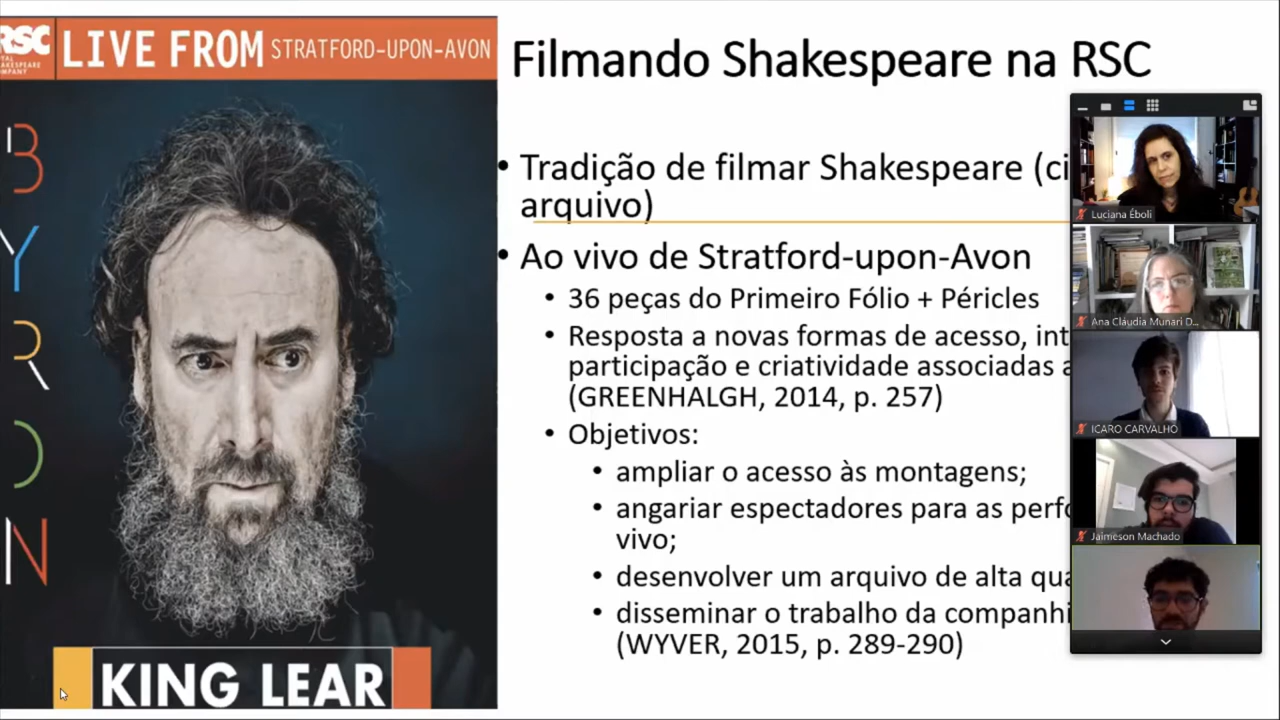 RSC
LIVE FROM STRATFORD-UPON-AVON
SHAKESPEARE
BYRON
KING LEAR
Filmando Shakespeare na RSC
• Tradição de filmar Shakespeare (ci
arquivo)
• Ao vivo de Stratford-upon-Avon
• 36 peças do Primeiro Fólio + Péricles
• Resposta a novas formas de acesso, int
participação e criatividade associadas a
(GREENHALGH, 2014, p. 257)
• Objetivos:
• ampliar o acesso às montagens;
• angariar espectadores para as perfo
vivo;
• desenvolver um arquivo de alta qua
• disseminar o trabalho da companhi
(WYVER, 2015, p. 289-290)
Luciana Éboli
Ana Cláudia Munari D...
ICARO CARVALHO
Jaimeson Machado